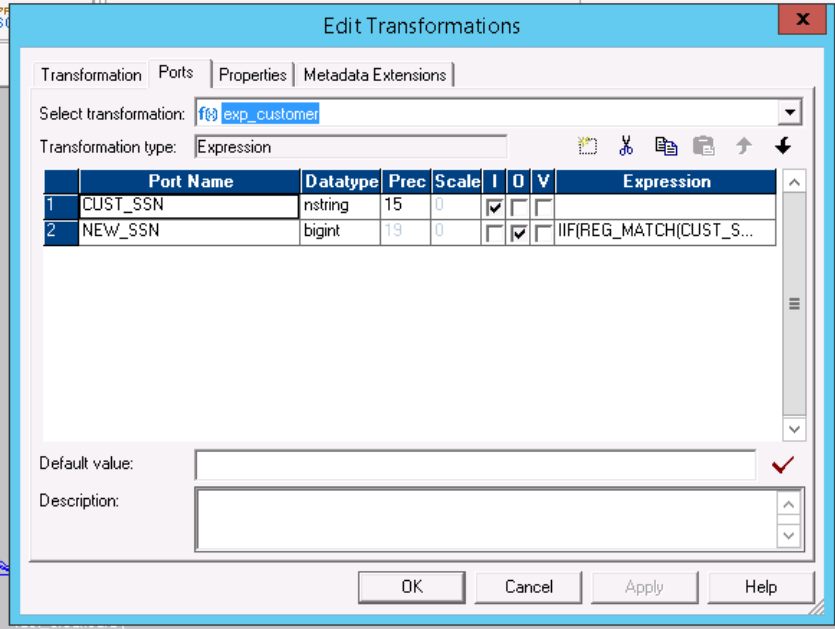 Edit Transformations
x
Transformation Ports Properties Metadata Extensions
Select transformation: f(x) exp_customer
Transformation type: Expression
Port Name Datatype Prec Scale I O V Expression
1 CUST_SSN nstring 15 0
2 NEW_SSN bigint 19 0 IIF(REG_MATCH(CUST_S...
Default value:
Description:
OK Cancel Apply Help